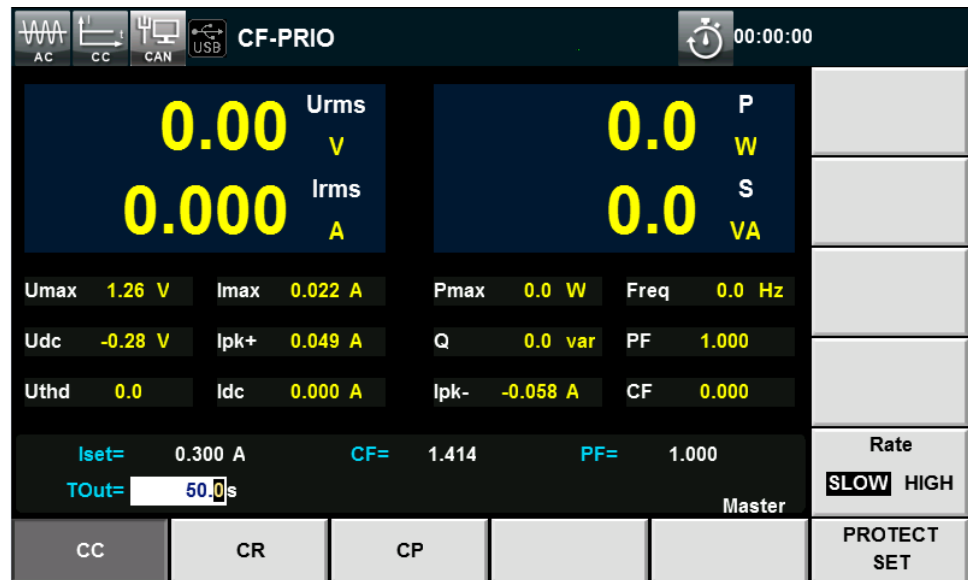 AC CC CAN USB CF-PRIO 00:00:00
0.00 Urms V 0.0 P W
0.000 Irms A 0.0 S VA
Umax 1.26 V Imax 0.022 A Pmax 0.0 W Freq 0.0 Hz
Udc -0.28 V Ipk+ 0.049 A Q 0.0 var PF 1.000
Uthd 0.0 Idc 0.000 A Ipk- -0.058 A CF 0.000
Iset= 0.300 A CF= 1.414 PF= 1.000
TOut= 50.0s
Master
Rate
SLOW HIGH
CC CR CP
PROTECT
SET